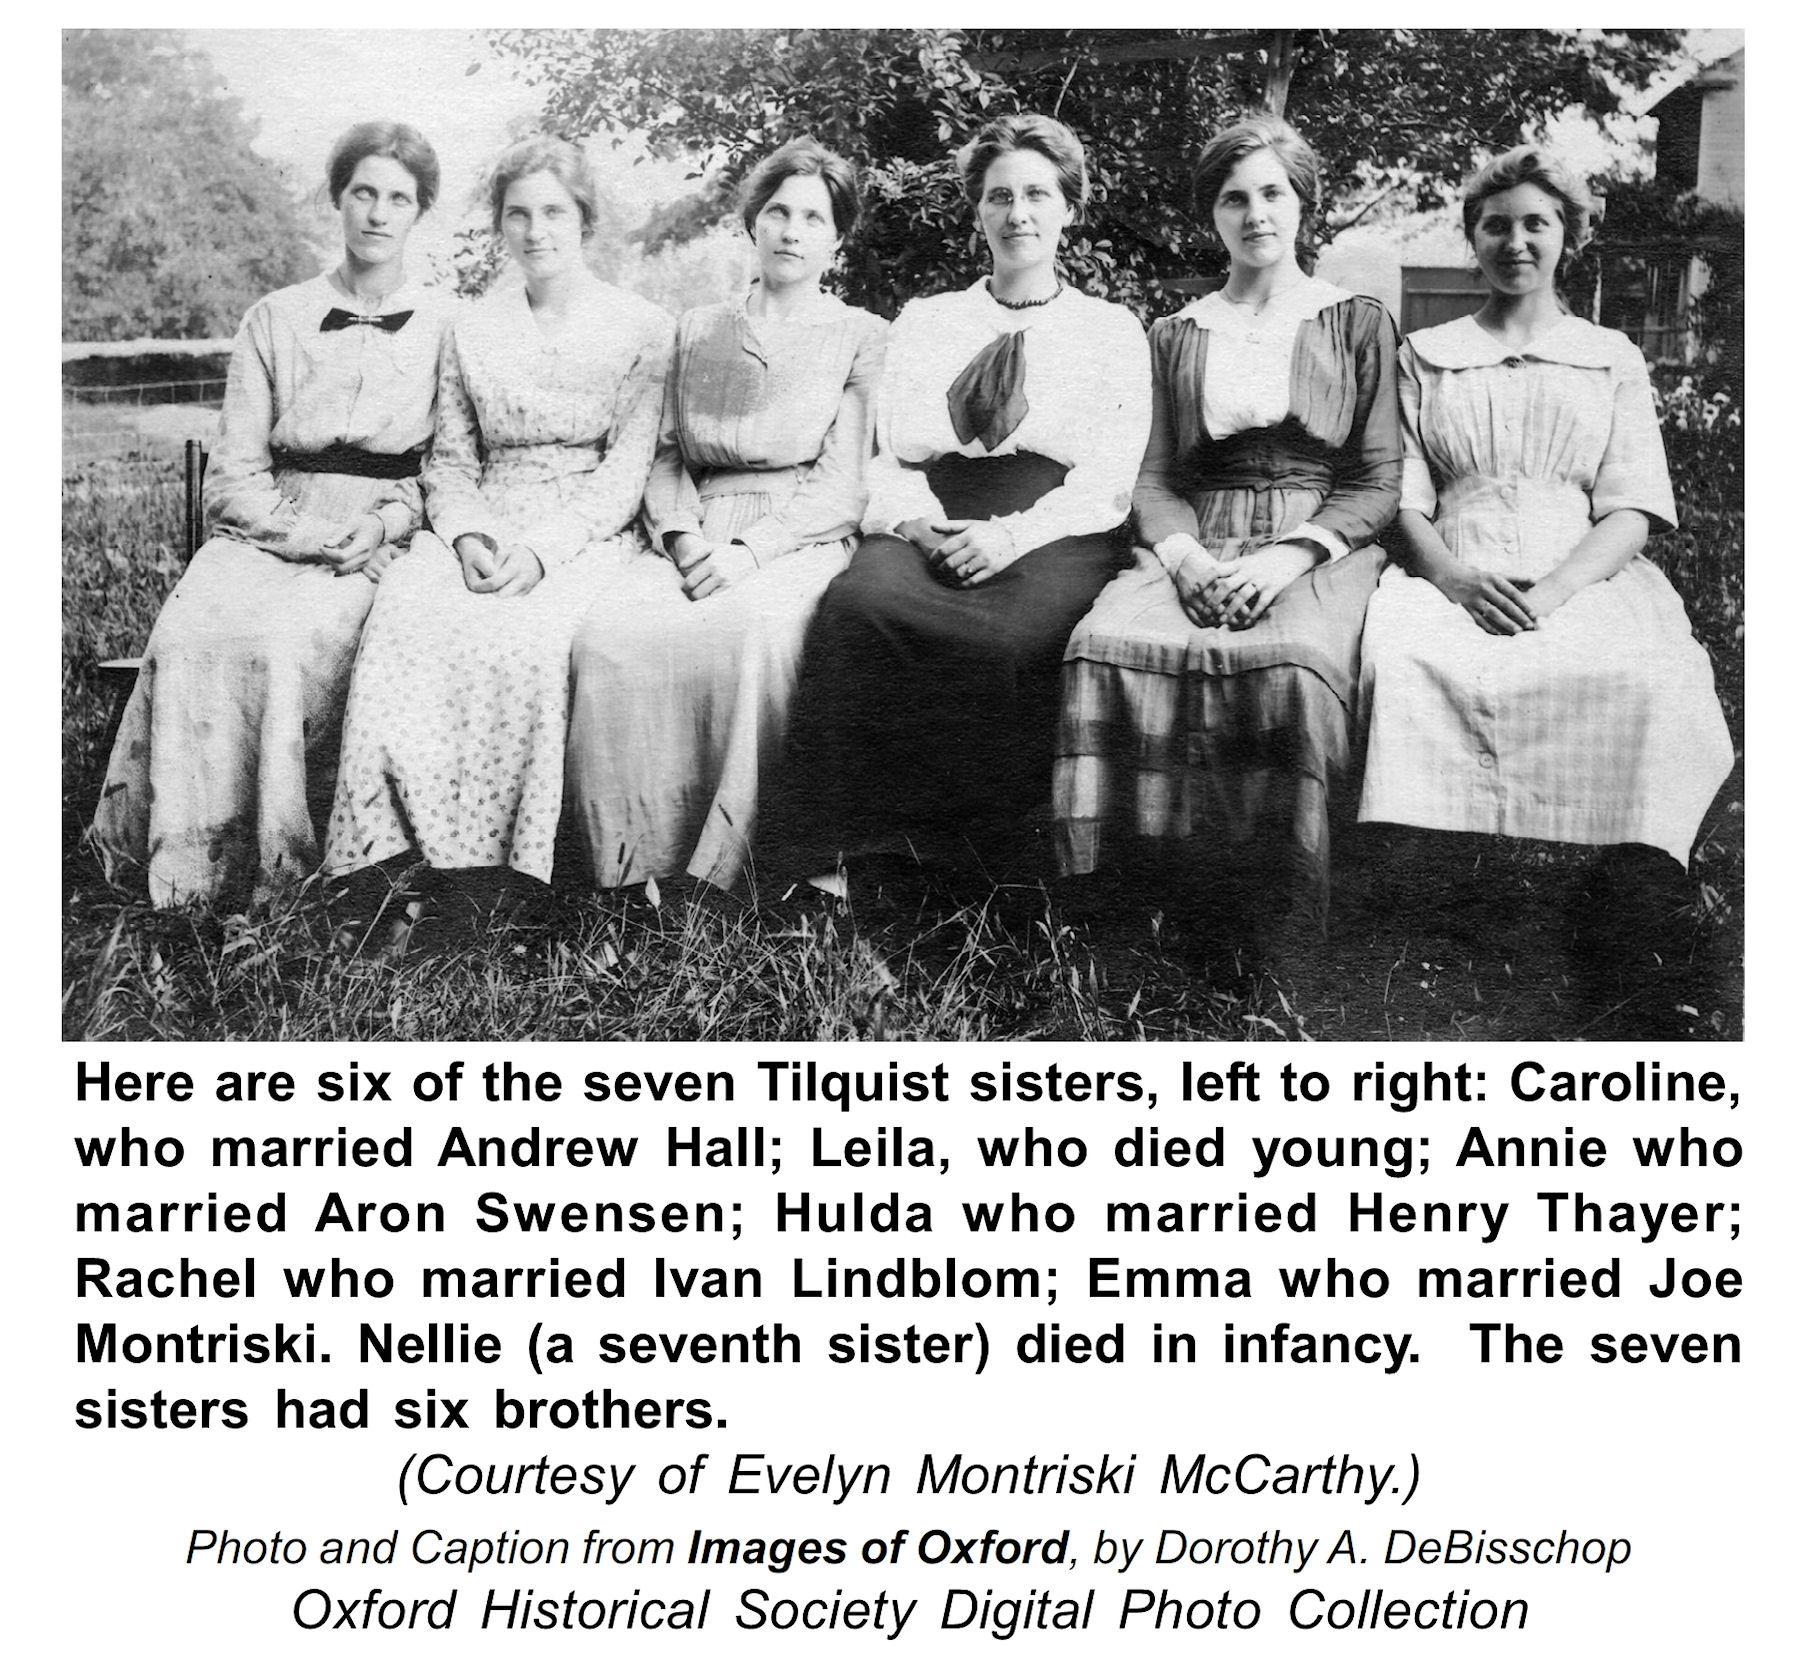 Here are six of the seven Tilquist sisters, left to right: Caroline,
who married Andrew Hall; Leila, who died young; Annie who
married Aron Swensen; Hulda who married Henry Thayer;
Rachel who married Ivan Lindblom; Emma who married Joe
Montriski. Nellie (a seventh sister) died in infancy. The seven
sisters had six brothers.
(Courtesy of Evelyn Montriski McCarthy.)
Photo and Caption from Images of Oxford, by Dorothy A. DeBisschop
Oxford Historical Society Digital Photo Collection